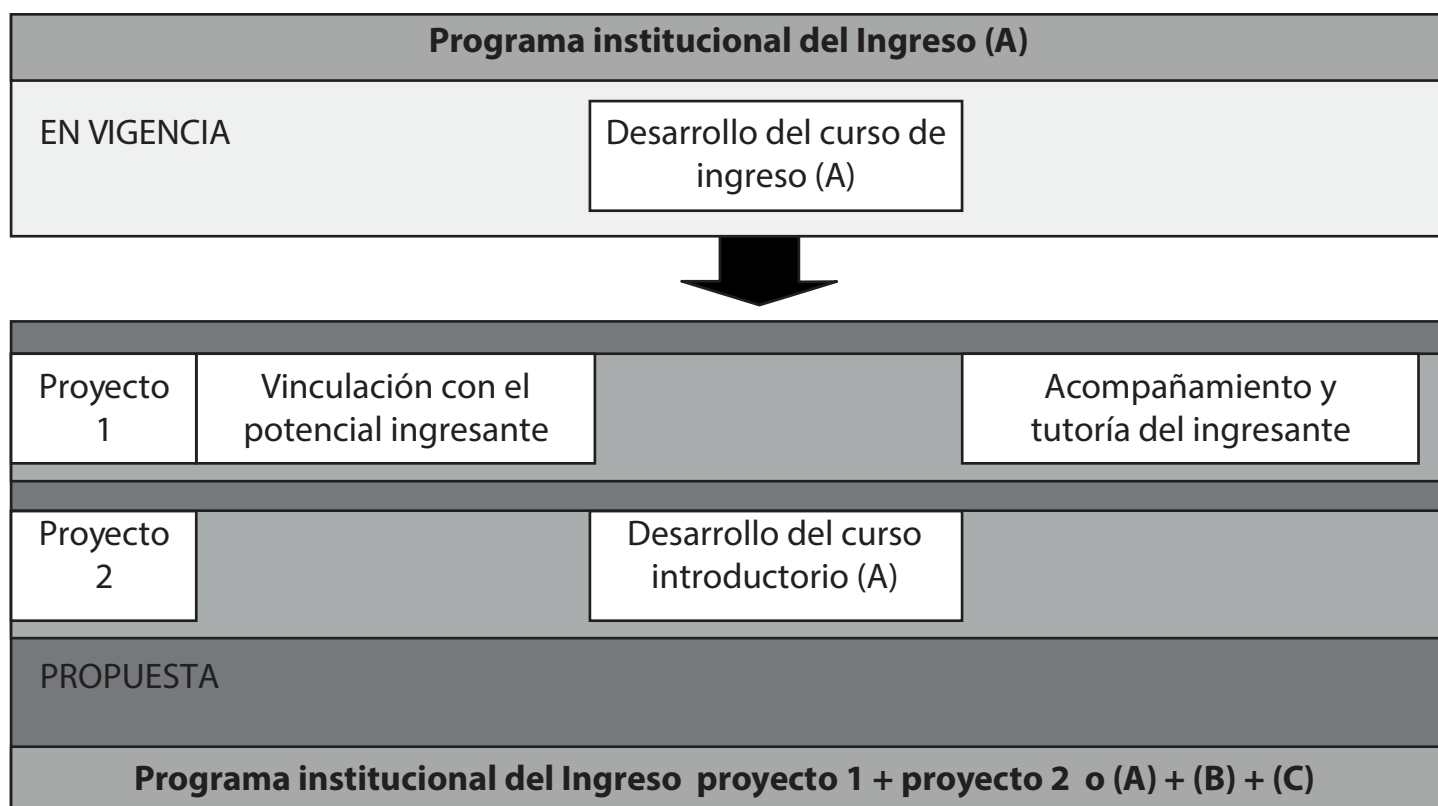 Programa institucional del Ingreso (A)
EN VIGENCIA
Desarrollo del curso de
ingreso (A)
Proyecto
1
Vinculación con el
potencial ingresante
Acompañamiento y
tutoría del ingresante
Proyecto
2
Desarrollo del curso
introductorio (A)
PROPUESTA
Programa institucional del Ingreso proyecto 1 + proyecto 2 o (A) + (B) + (C)